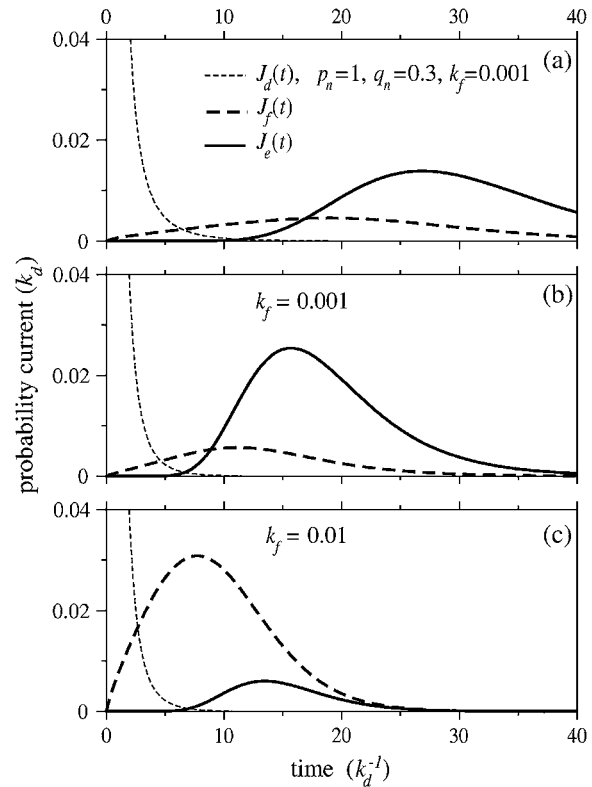 0 10 20 30 40
0.04 (a)
J_d(t), p_n=1, q_n=0.3, k_f=0.001
J_f(t)
0.02 J_e(t)
0
0.04 (b)
k_f = 0.001
0.02
0
0.04 (c)
k_f = 0.01
0.02
0
0 10 20 30 40
time (k_d^-1)
probability current (k_d)